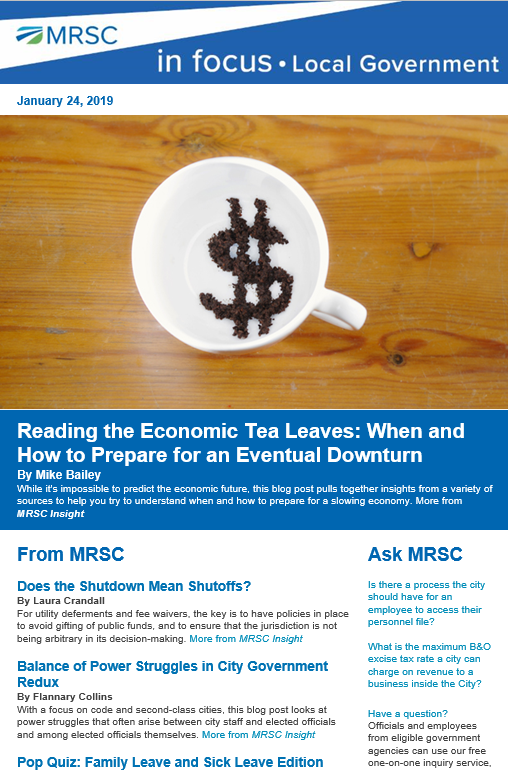 MRSC
in focus • Local Government
January 24, 2019
$
Reading the Economic Tea Leaves: When and
How to Prepare for an Eventual Downturn
By Mike Bailey
While it's impossible to predict the economic future, this blog post pulls together insights from a variety of
sources to help you try to understand when and how to prepare for a slowing economy. More from
MRSC Insight
From MRSC
Does the Shutdown Mean Shutoffs?
By Laura Crandall
For utility deferments and fee waivers, the key is to have policies in place
to avoid gifting of public funds, and to ensure that the jurisdiction is not
being arbitrary in its decision-making. More from MRSC Insight
Balance of Power Struggles in City Government
Redux
By Flannary Collins
With a focus on code and second-class cities, this blog post looks at
power struggles that often arise between city staff and elected officials
and among elected officials themselves. More from MRSC Insight
Pop Quiz: Family Leave and Sick Leave Edition
Ask MRSC
Is there a process the city
should have for an
employee to access their
personnel file?
What is the maximum B&O
excise tax rate a city can
charge on revenue to a
business inside the City?
Have a question?
Officials and employees
from eligible government
agencies can use our free
one-on-one inquiry service,